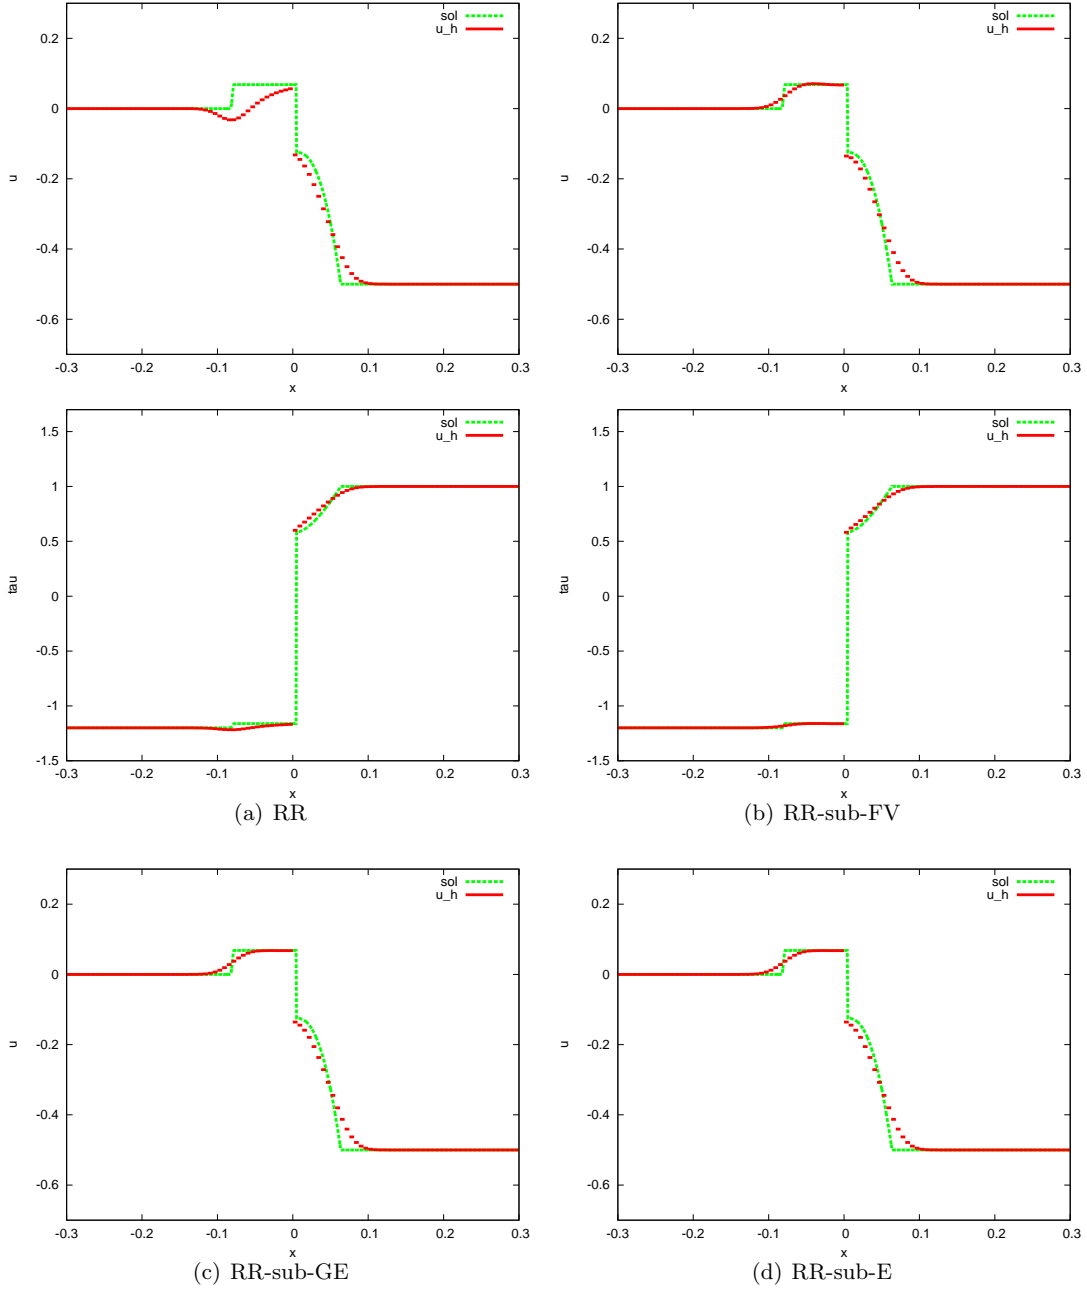 sol
u_h
0.2
0
-0.2
-0.4
-0.6
u
-0.3 -0.2 -0.1 0 0.1 0.2 0.3
x
sol
u_h
0.2
0
-0.2
-0.4
-0.6
u
-0.3 -0.2 -0.1 0 0.1 0.2 0.3
x
sol
u_h
1.5
1
0.5
0
-0.5
-1
-1.5
tau
-0.3 -0.2 -0.1 0 0.1 0.2 0.3
x
(a) RR
sol
u_h
1.5
1
0.5
0
-0.5
-1
-1.5
tau
-0.3 -0.2 -0.1 0 0.1 0.2 0.3
x
(b) RR-sub-FV
sol
u_h
0.2
0
-0.2
-0.4
-0.6
u
-0.3 -0.2 -0.1 0 0.1 0.2 0.3
x
(c) RR-sub-GE
sol
u_h
0.2
0
-0.2
-0.4
-0.6
u
-0.3 -0.2 -0.1 0 0.1 0.2 0.3
x
(d) RR-sub-E